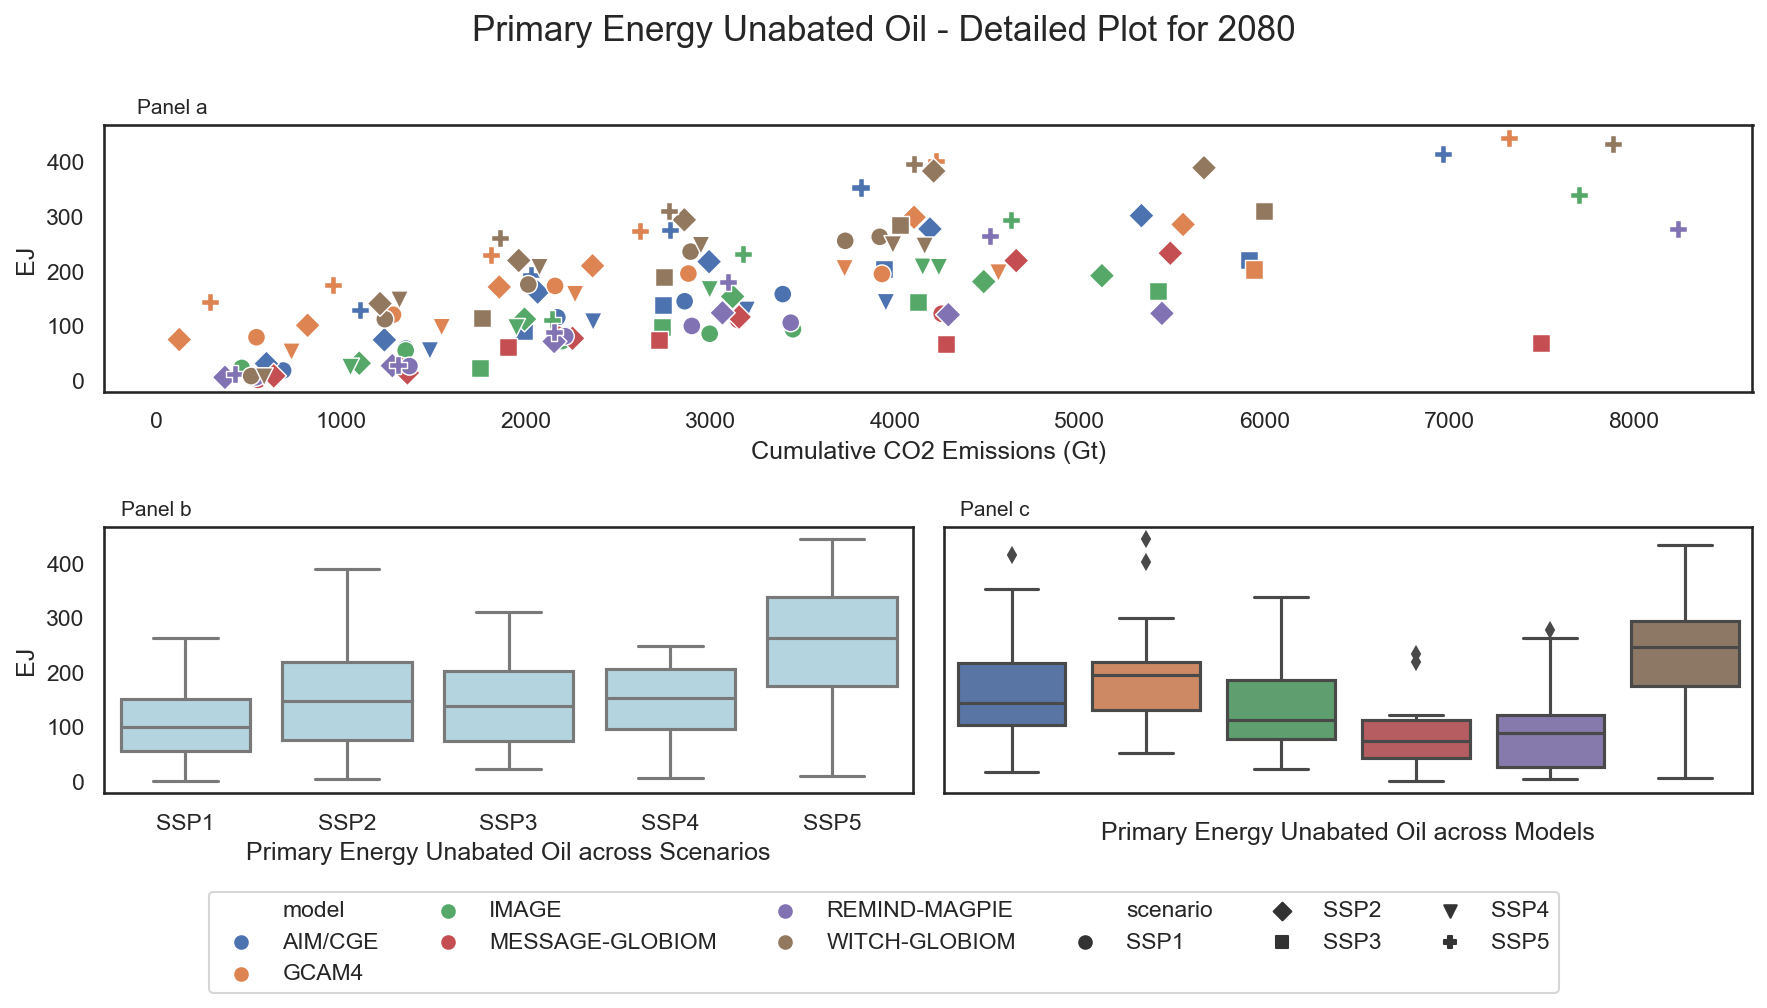 Primary Energy Unabated Oil - Detailed Plot for 2080
Panel a
400
300
200
100
0
EJ
0 1000 2000 3000 4000 5000 6000 7000 8000
Cumulative CO2 Emissions (Gt)
Panel b
Panel c
400
300
200
100
0
EJ
SSP1 SSP2 SSP3 SSP4 SSP5
Primary Energy Unabated Oil across Scenarios
Primary Energy Unabated Oil across Models
model IMAGE REMIND-MAGPIE scenario SSP2 SSP4
AIM/CGE MESSAGE-GLOBIOM WITCH-GLOBIOM SSP1 SSP3 SSP5
GCAM4